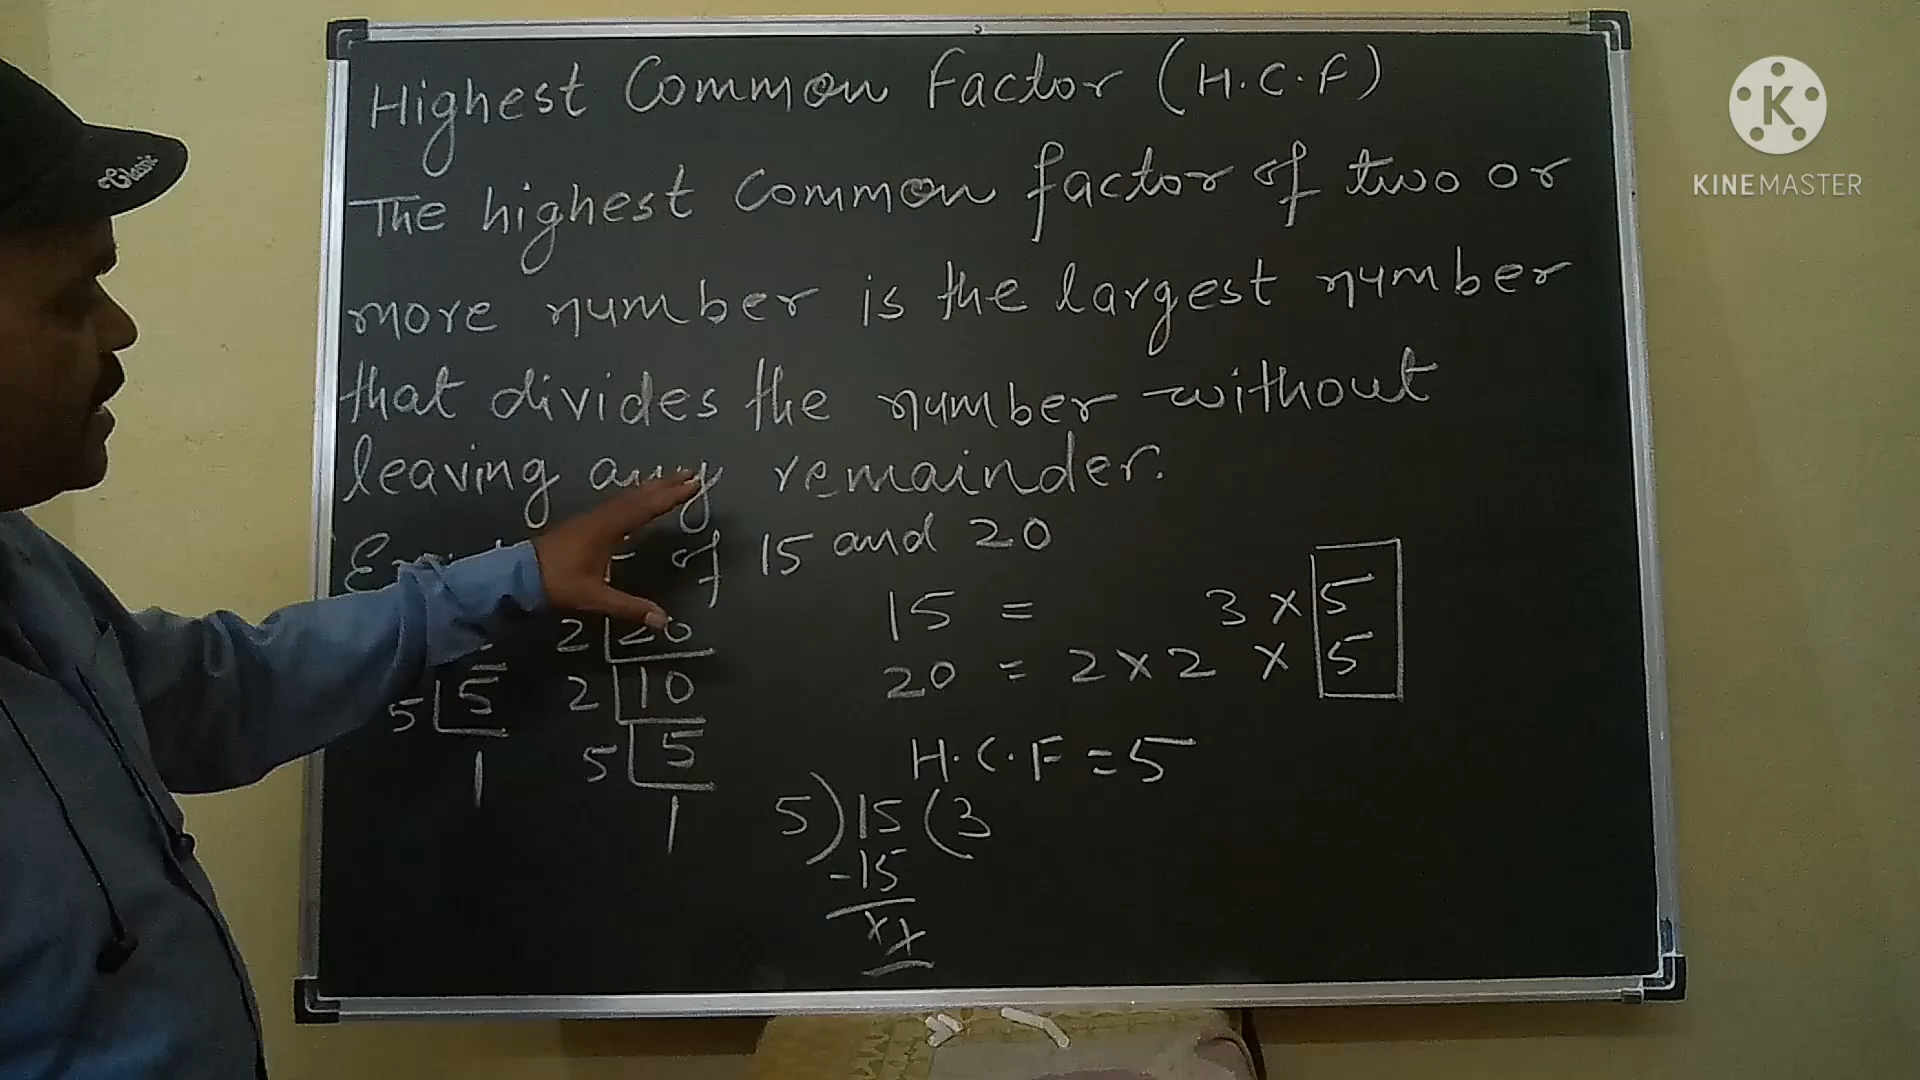 Highest Common Factor (H.C.F)
The highest common factor of two or
more number is the largest number
that divides the number without
leaving any remainder.
of 15 and 20
15 = 3 × 5
20 = 2 × 2 × 5
2 20
5 5 2 10
1 5 5
1
H.C.F = 5
5)15(3
-15
××
Classic
K
KINEMASTER